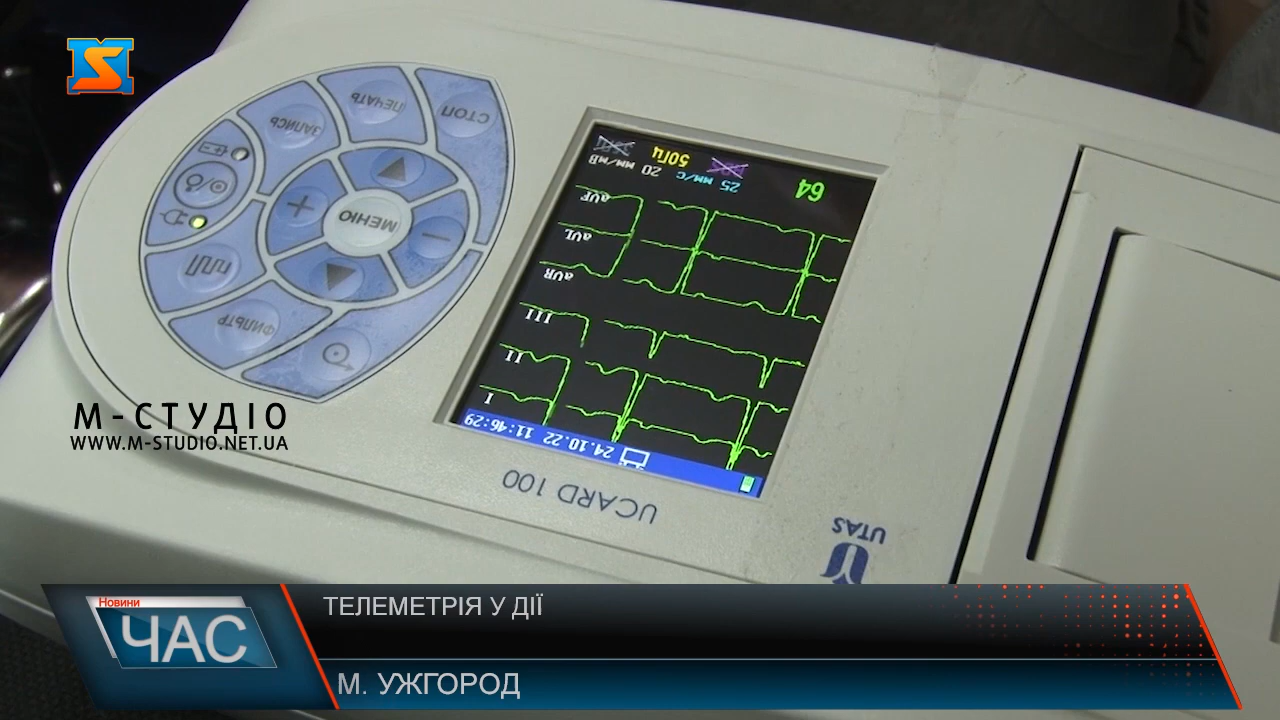 СТОП
ПЕЧАТЬ
ЗАПИСЬ
МЕНЮ
ФИЛЬТР
64
25 мм/с
50Гц
20 мм/мВ
aVF
aVL
aVR
III
II
I
24.10.22 11:46:29
UCARD 100
UTAS
М-СТУДІО
WWW.M-STUDIO.NET.UA
Новини
ЧАС
ТЕЛЕМЕТРІЯ У ДІЇ
М. УЖГОРОД